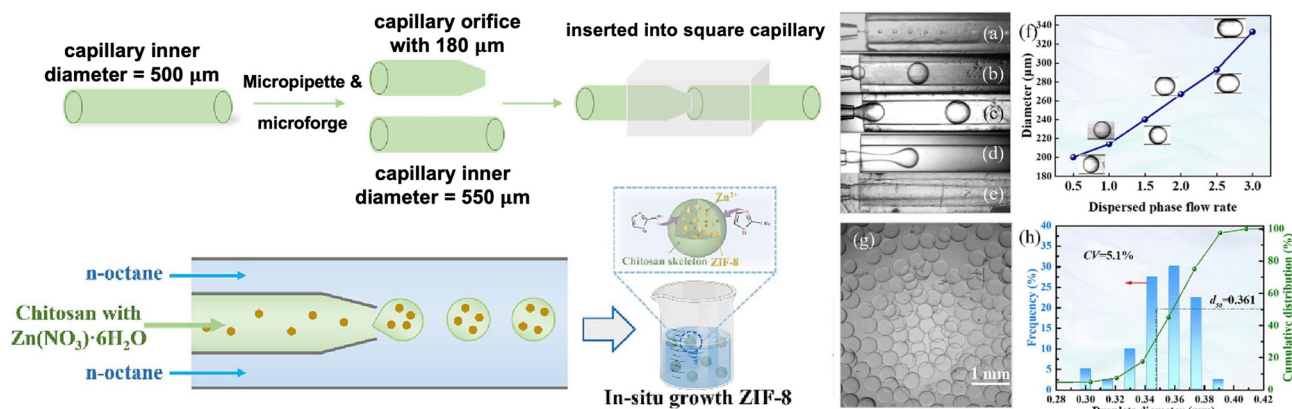 capillary inner
diameter = 500 μm
Micropipette &
microforge
capillary orifice
with 180 μm
capillary inner
diameter = 550 μm
inserted into square capillary
n-octane
Chitosan with
Zn(NO3)·6H2O
n-octane
Zn2+
Chitosan skeleton
ZIF-8
In-situ growth ZIF-8
(a)
(b)
(c)
(d)
(e)
(f)
Diameter (μm)
340
320
300
280
260
240
220
200
180
0.5 1.0 1.5 2.0 2.5 3.0
Dispersed phase flow rate
(g)
1 mm
(h)
Frequency (%)
40
35
30
25
20
15
10
5
0
CV=5.1%
d50=0.361
100
80
60
40
20
0
Cumulative distribution (%)
0.28 0.30 0.32 0.34 0.36 0.38 0.40 0.42